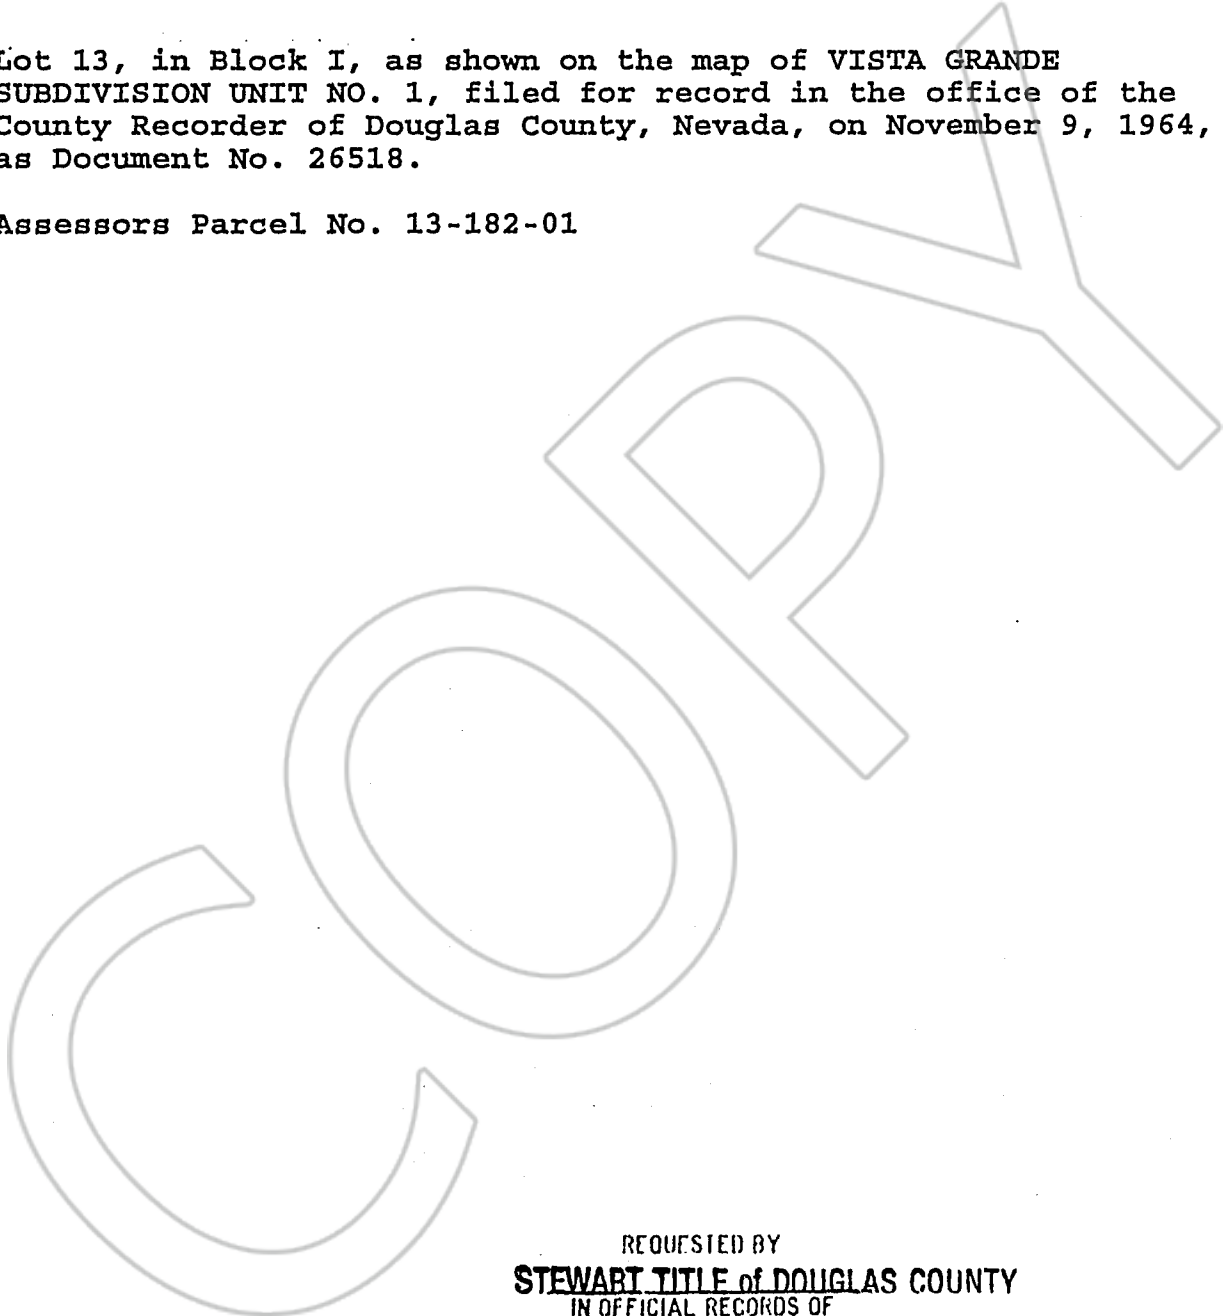 Lot 13, in Block I, as shown on the map of VISTA GRANDE
SUBDIVISION UNIT NO. 1, filed for record in the office of the
County Recorder of Douglas County, Nevada, on November 9, 1964,
as Document No. 26518.
Assessors Parcel No. 13-182-01
COPY
REQUESTED BY
STEWART TITLE of DOUGLAS COUNTY
IN OFFICIAL RECORDS OF